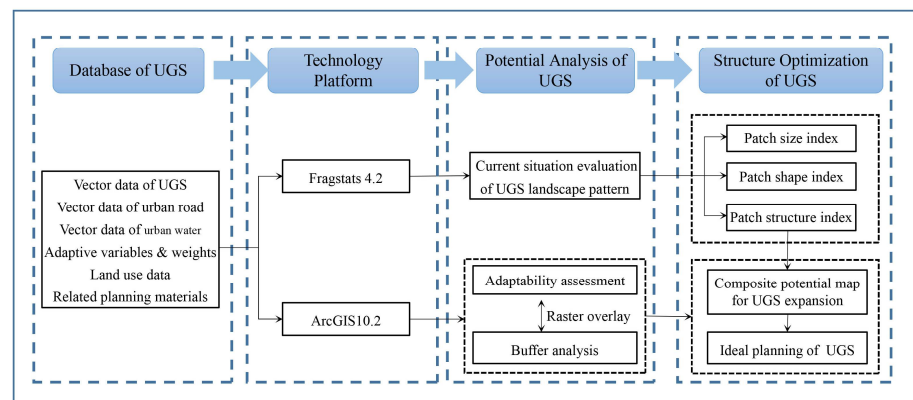 Database of UGS
Technology
Platform
Potential Analysis of
UGS
Structure Optimization
of UGS
Vector data of UGS
Vector data of urban road
Vector data of urban water
Adaptive variables & weights
Land use data
Related planning materials
Fragstats 4.2
ArcGIS10.2
Current situation evaluation
of UGS landscape pattern
Adaptability assessment
Raster overlay
Buffer analysis
Patch size index
Patch shape index
Patch structure index
Composite potential map
for UGS expansion
Ideal planning of UGS